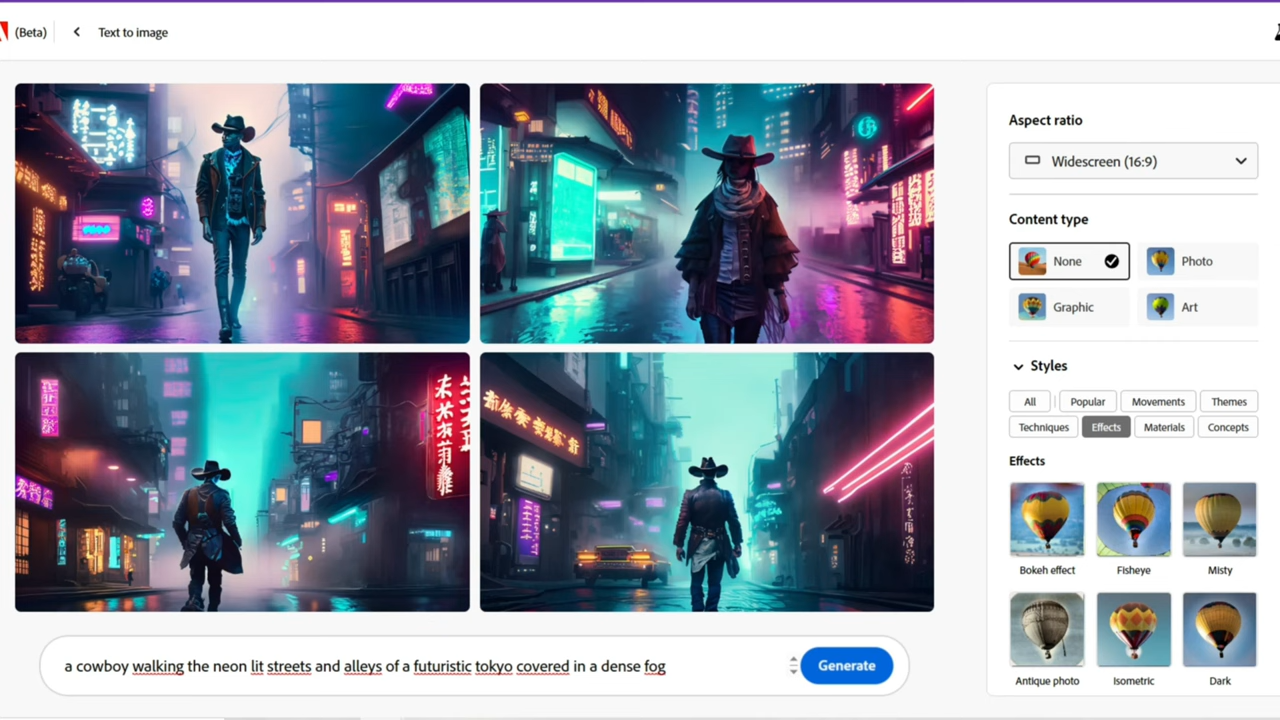 (Beta)
Text to image
Aspect ratio
Widescreen (16:9)
Content type
None
Photo
Graphic
Art
Styles
All
Popular
Movements
Themes
Techniques
Effects
Materials
Concepts
Effects
Bokeh effect
Fisheye
Misty
Antique photo
Isometric
Dark
a cowboy walking the neon lit streets and alleys of a futuristic tokyo covered in a dense fog
Generate